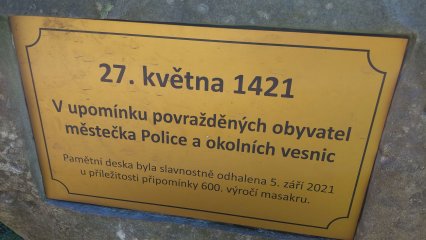 27. května 1421
V upomínku povražděných obyvatel
městečka Police a okolních vesnic
Pamětní deska byla slavnostně odhalena 5. září 2021
u příležitosti připomínky 600. výročí masakru.